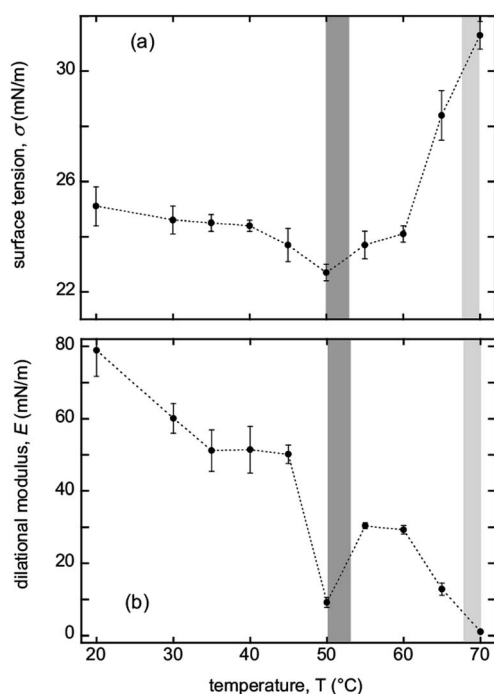 (a)
surface tension, σ (mN/m)
30
26
22
(b)
dilational modulus, E (mN/m)
80
60
40
20
0
20 30 40 50 60 70
temperature, T (°C)